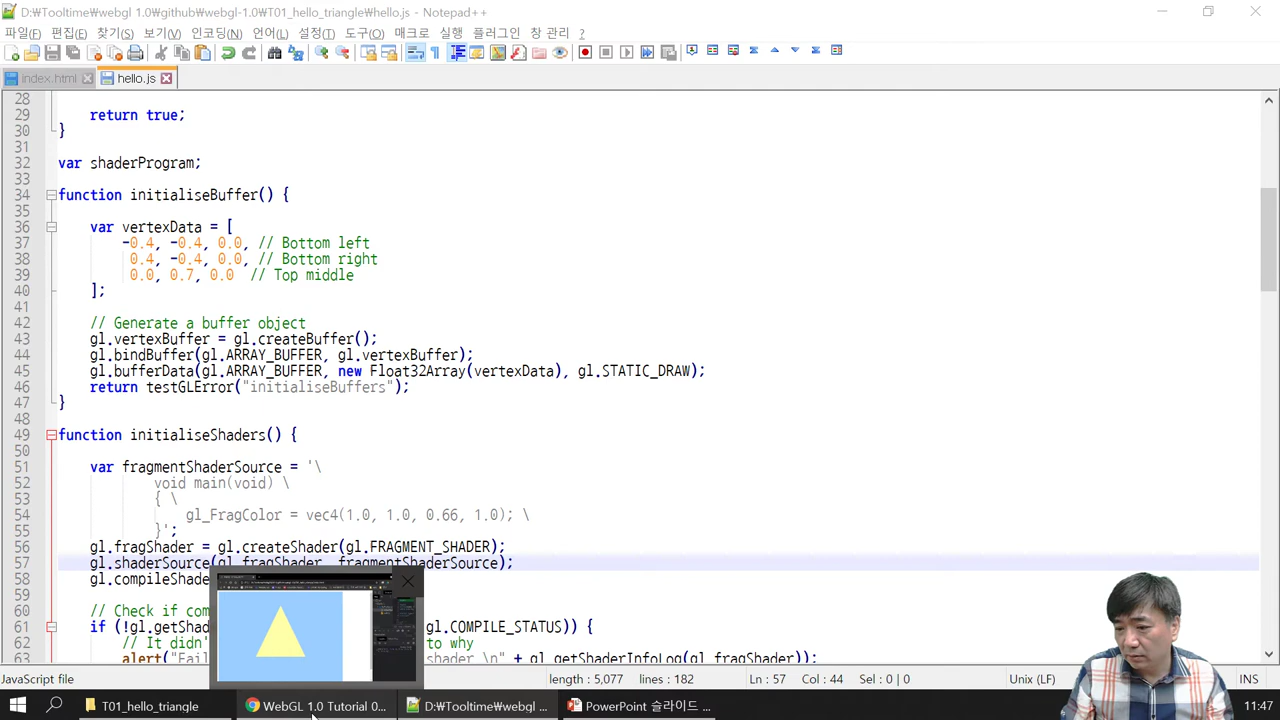 D:₩Tooltime₩webgl 1.0₩github₩webgl-1.0₩T01_hello_triangle₩hello.js - Notepad++
파일(F) 편집(E) 찾기(S) 보기(V) 인코딩(N) 언어(L) 설정(T) 도구(O) 매크로 실행 플러그인 창 관리 ?
index.html hello.js
28
29 return true;
30 }
31
32 var shaderProgram;
33
34 function initialiseBuffer() {
35
36 var vertexData = [
37 -0.4, -0.4, 0.0, // Bottom left
38 0.4, -0.4, 0.0, // Bottom right
39 0.0, 0.7, 0.0 // Top middle
40 ];
41
42 // Generate a buffer object
43 gl.vertexBuffer = gl.createBuffer();
44 gl.bindBuffer(gl.ARRAY_BUFFER, gl.vertexBuffer);
45 gl.bufferData(gl.ARRAY_BUFFER, new Float32Array(vertexData), gl.STATIC_DRAW);
46 return testGLError("initialiseBuffers");
47 }
48
49 function initialiseShaders() {
50
51 var fragmentShaderSource = '\
52 void main(void) \
53 { \
54 gl_FragColor = vec4(1.0, 1.0, 0.66, 1.0); \
55 }';
56 gl.fragShader = gl.createShader(gl.FRAGMENT_SHADER);
57 gl.shaderSource(gl.fragShader, fragmentShaderSource);
58 gl.compileShade
59
60 // Check if com
61 if (!gl.getShad gl.COMPILE_STATUS)) {
62 // It didn to why
63 alert("Fail shader.\n" + gl.getShaderInfoLog(gl.fragShader));
JavaScript file length : 5,077 lines : 182 Ln : 57 Col : 44 Sel : 0 | 0 Unix (LF) INS
T01_hello_triangle WebGL 1.0 Tutorial 0... D:₩Tooltime₩webgl ... PowerPoint 슬라이드 ... 11:47